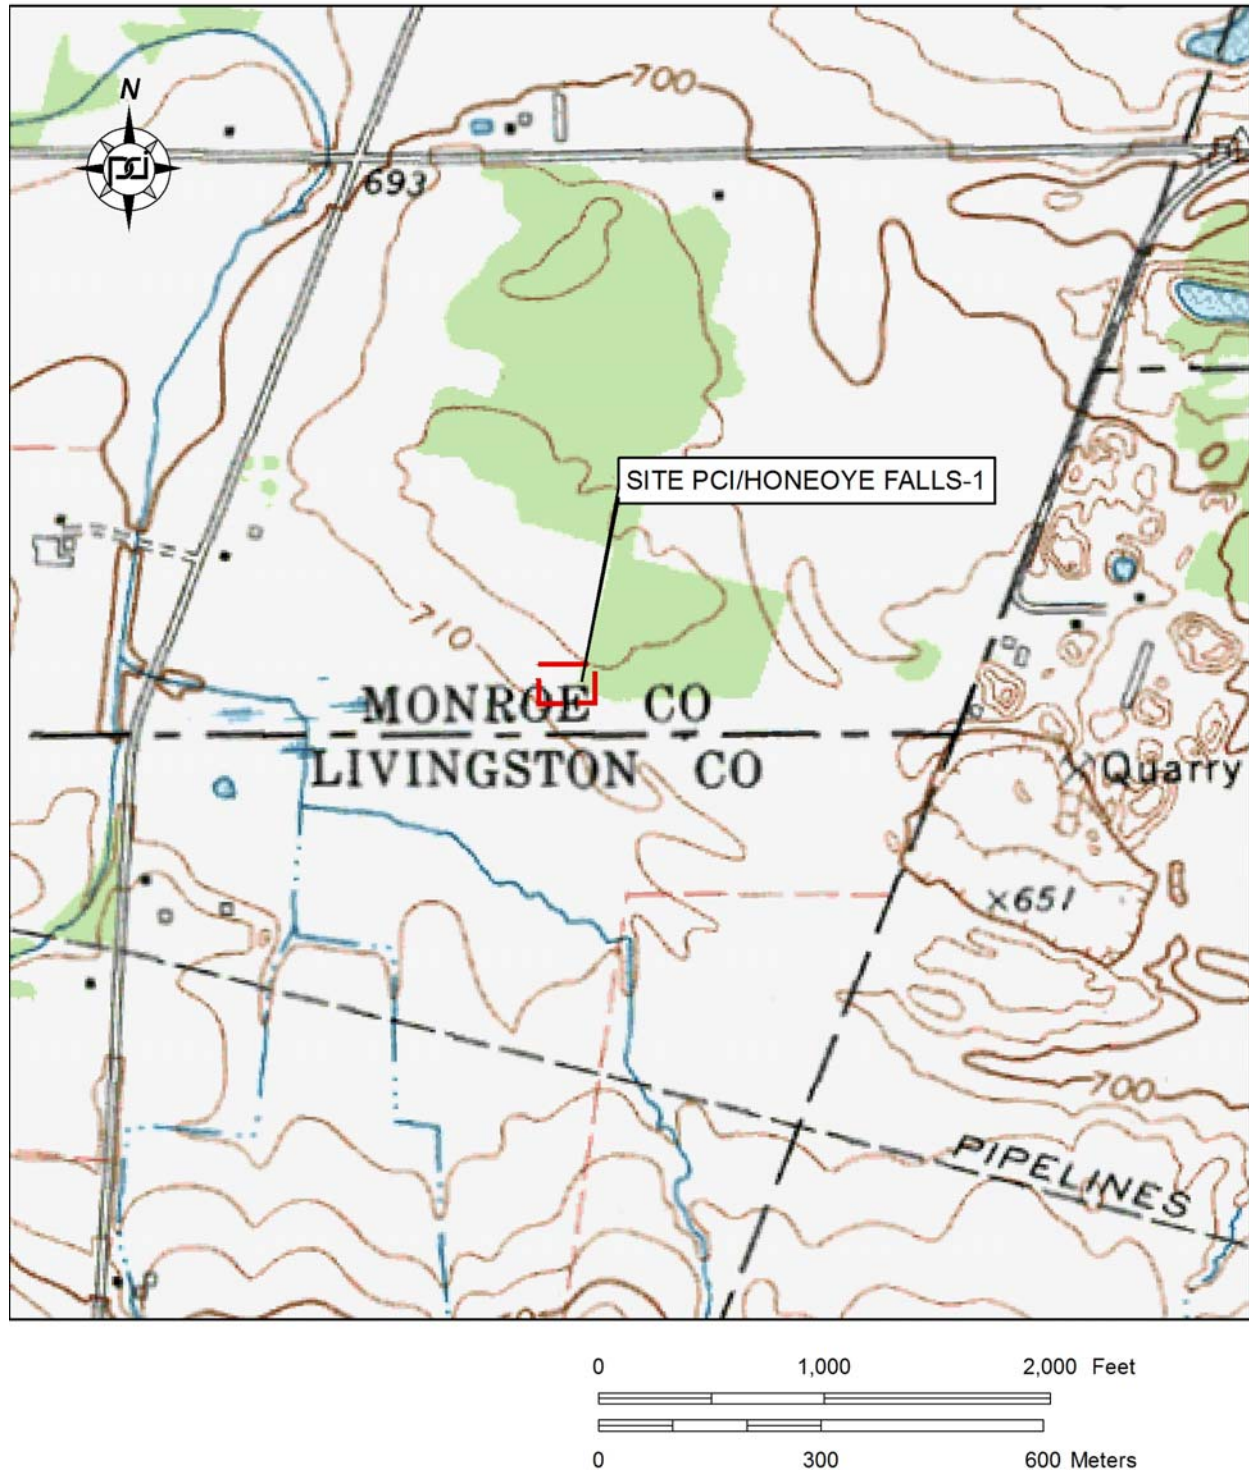 700
N
PCI
693
SITE PCI/HONEOYE FALLS-1
710
MONROE CO
LIVINGSTON CO
Quarry
×651
700
PIPELINES
0 1,000 2,000 Feet
0 300 600 Meters